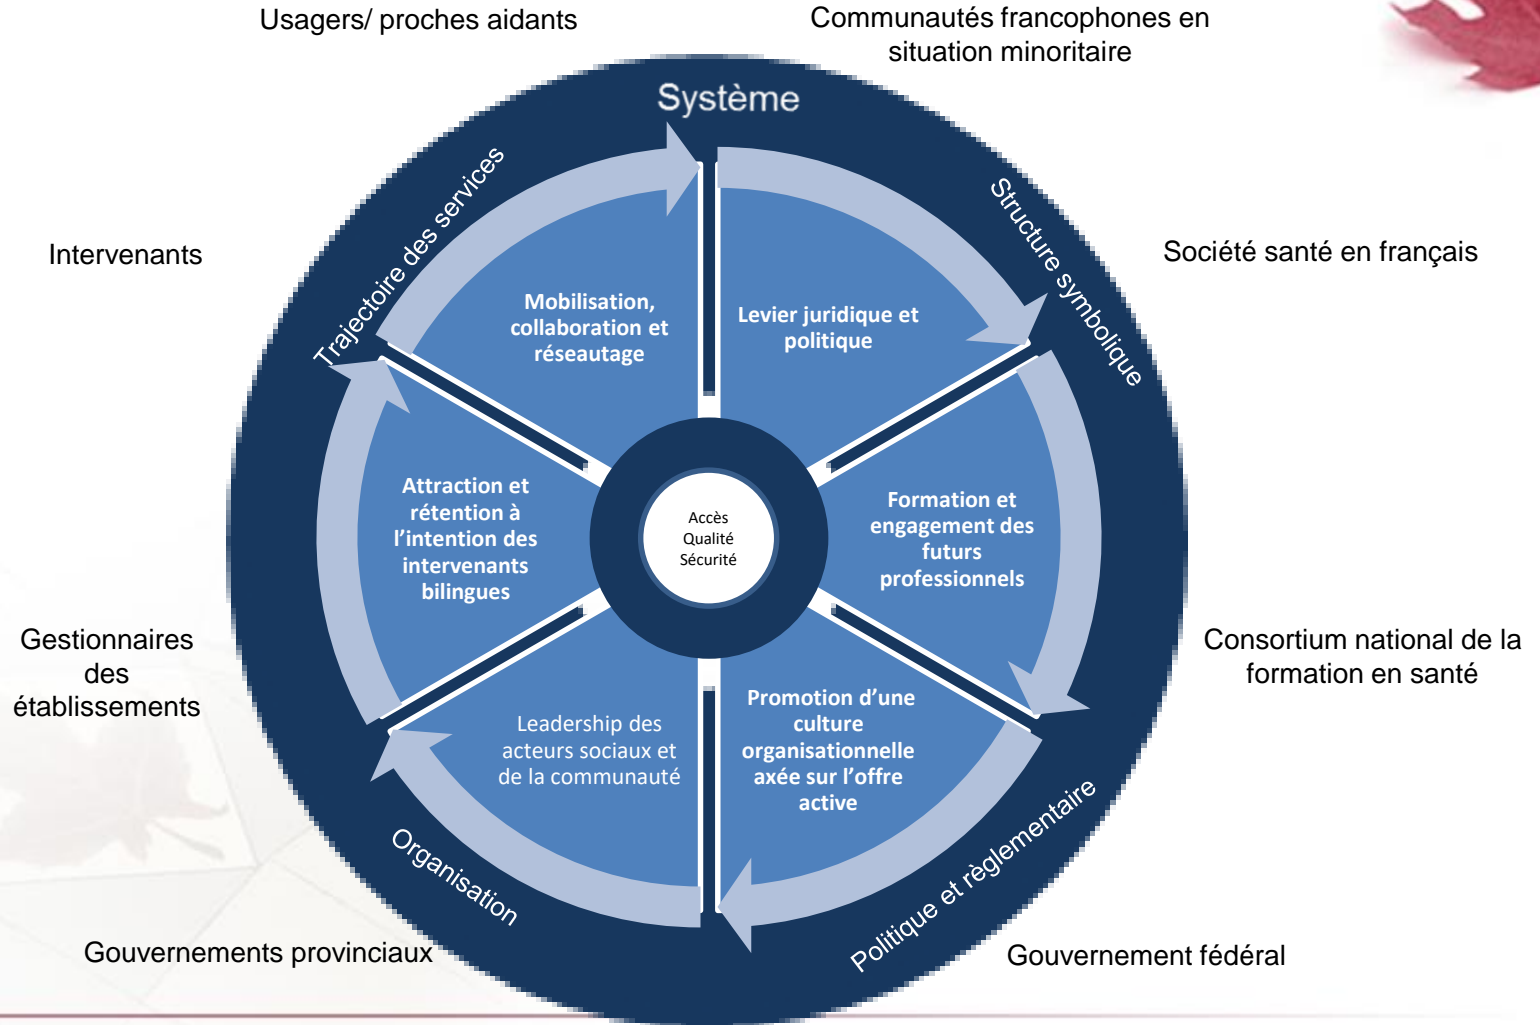 Usagers/ proches aidants
Communautés francophones en
situation minoritaire
Système
Trajectoire des services
Structure symbolique
Intervenants
Société santé en français
Mobilisation,
collaboration et
réseautage
Levier juridique et
politique
Attraction et
rétention à
l’intention des
intervenants
bilingues
Accès
Qualité
Sécurité
Formation et
engagement des
futurs
professionnels
Gestionnaires
des
établissements
Consortium national de la
formation en santé
Leadership des
acteurs sociaux et
de la communauté
Promotion d’une
culture
organisationnelle
axée sur l’offre
active
Organisation
Politique et règlementaire
Gouvernements provinciaux
Gouvernement fédéral